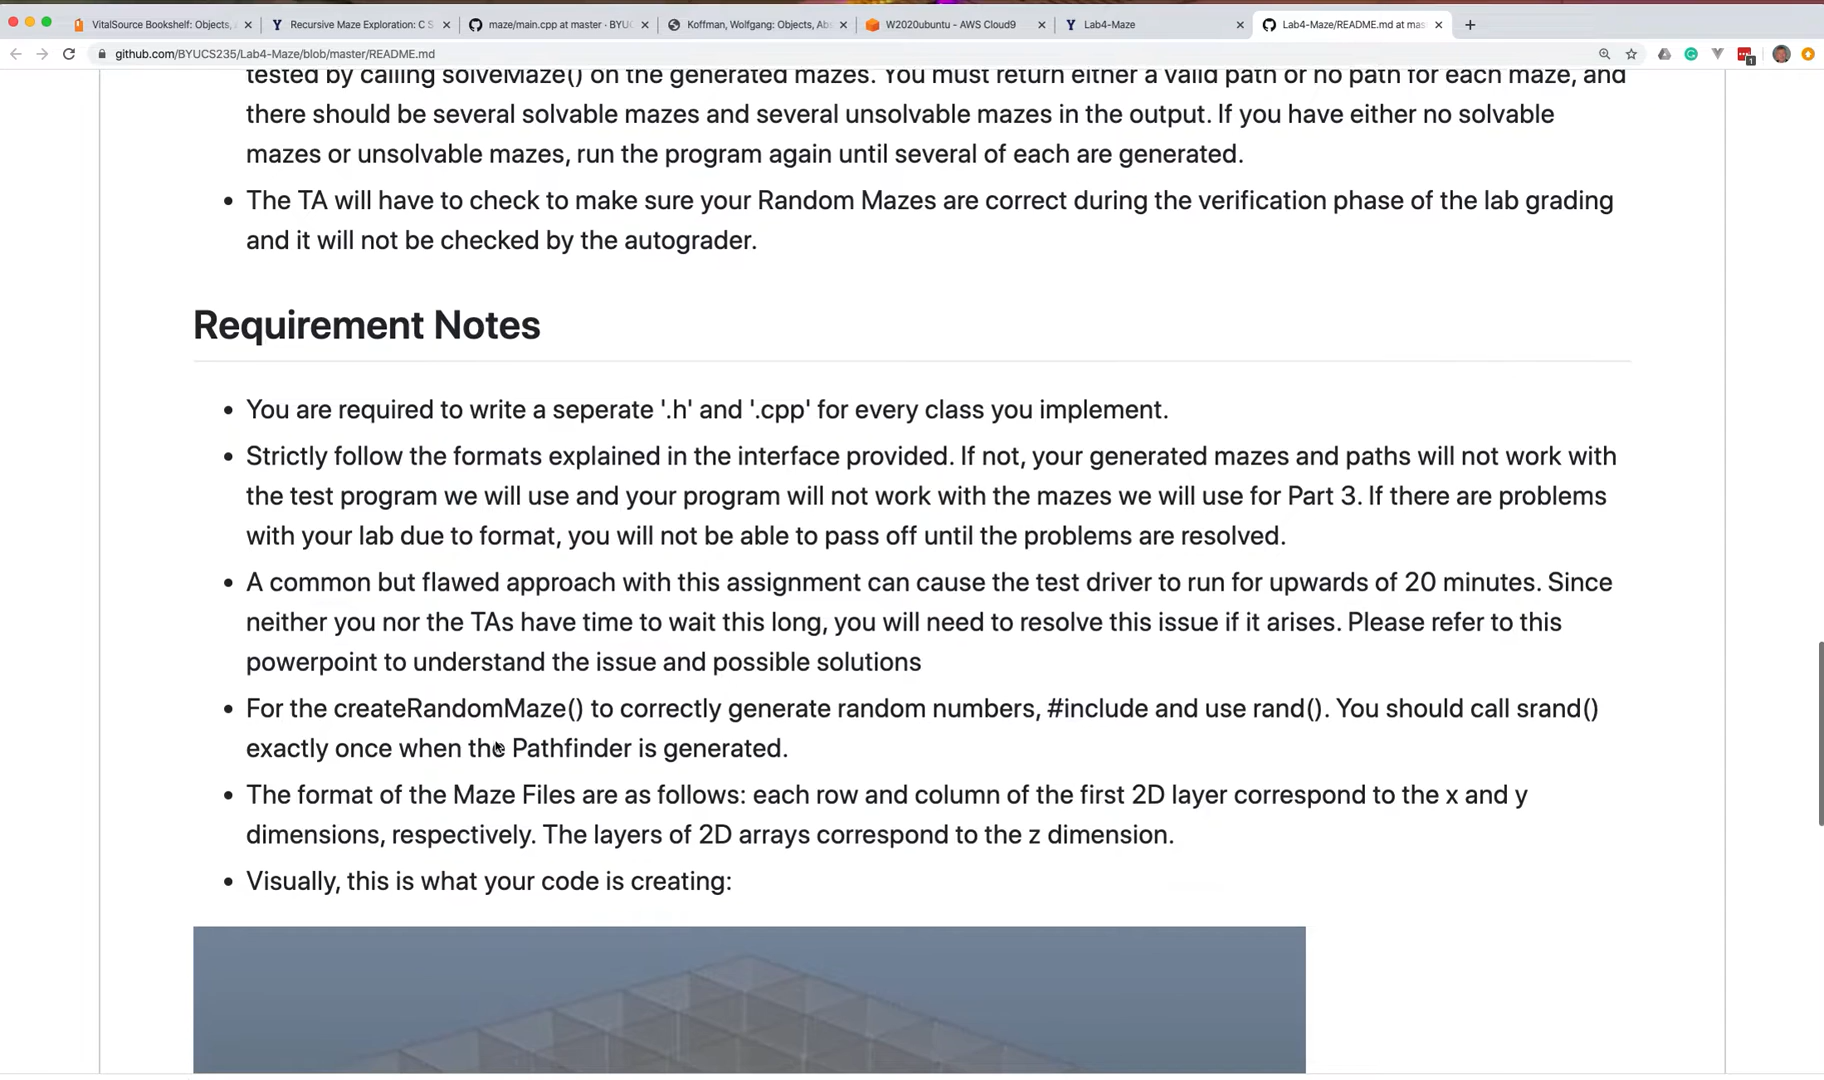 VitalSource Bookshelf: Objects,
Recursive Maze Exploration: C S
maze/main.cpp at master · BYUC
Koffman, Wolfgang: Objects, Abs
W2020ubuntu - AWS Cloud9
Lab4-Maze
Lab4-Maze/README.md at mas
github.com/BYUCS235/Lab4-Maze/blob/master/README.md
tested by calling solveMaze() on the generated mazes. You must return either a valid path or no path for each maze, and
there should be several solvable mazes and several unsolvable mazes in the output. If you have either no solvable
mazes or unsolvable mazes, run the program again until several of each are generated.
• The TA will have to check to make sure your Random Mazes are correct during the verification phase of the lab grading
and it will not be checked by the autograder.
Requirement Notes
• You are required to write a seperate '.h' and '.cpp' for every class you implement.
• Strictly follow the formats explained in the interface provided. If not, your generated mazes and paths will not work with
the test program we will use and your program will not work with the mazes we will use for Part 3. If there are problems
with your lab due to format, you will not be able to pass off until the problems are resolved.
• A common but flawed approach with this assignment can cause the test driver to run for upwards of 20 minutes. Since
neither you nor the TAs have time to wait this long, you will need to resolve this issue if it arises. Please refer to this
powerpoint to understand the issue and possible solutions
• For the createRandomMaze() to correctly generate random numbers, #include and use rand(). You should call srand()
exactly once when the Pathfinder is generated.
• The format of the Maze Files are as follows: each row and column of the first 2D layer correspond to the x and y
dimensions, respectively. The layers of 2D arrays correspond to the z dimension.
• Visually, this is what your code is creating: